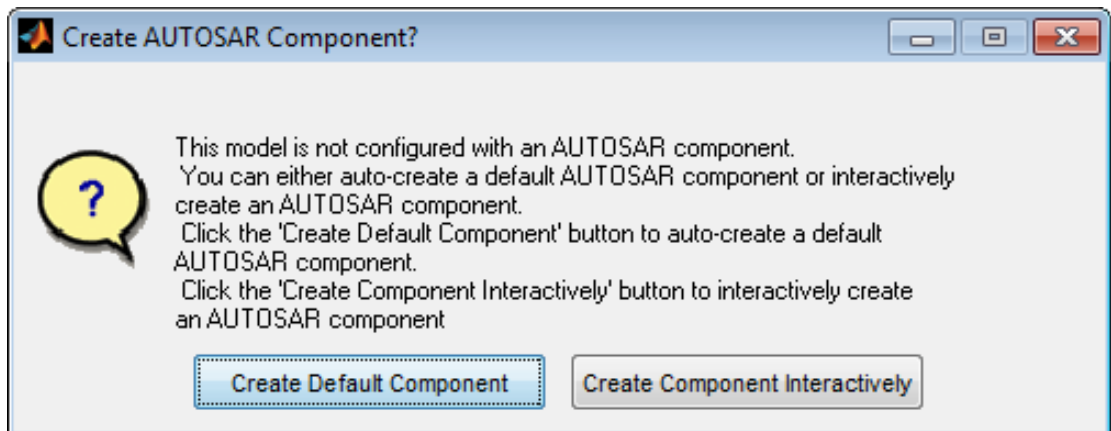 Create AUTOSAR Component?
This model is not configured with an AUTOSAR component.
You can either auto-create a default AUTOSAR component or interactively
create an AUTOSAR component.
Click the 'Create Default Component' button to auto-create a default
AUTOSAR component.
Click the 'Create Component Interactively' button to interactively create
an AUTOSAR component
?
Create Default Component
Create Component Interactively